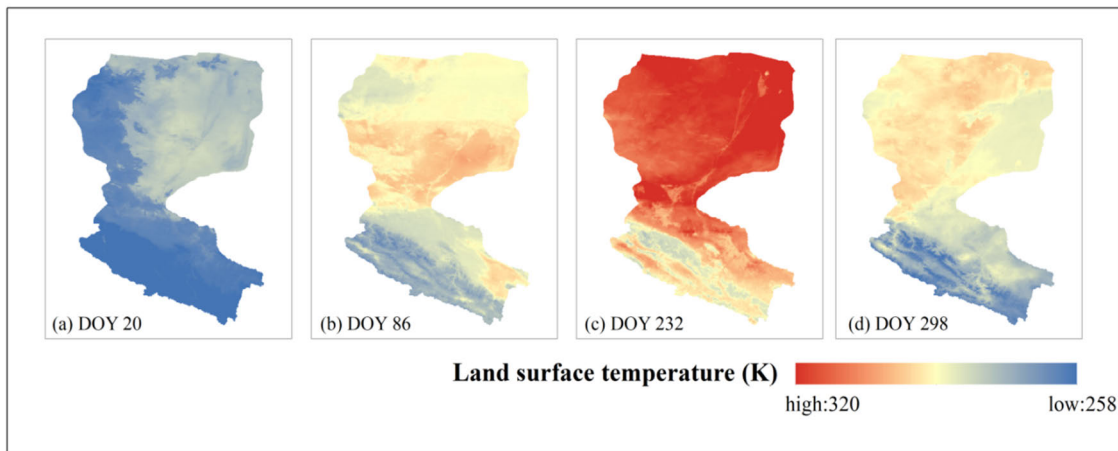 (a) DOY 20
(b) DOY 86
(c) DOY 232
(d) DOY 298
Land surface temperature (K)
high:320
low:258